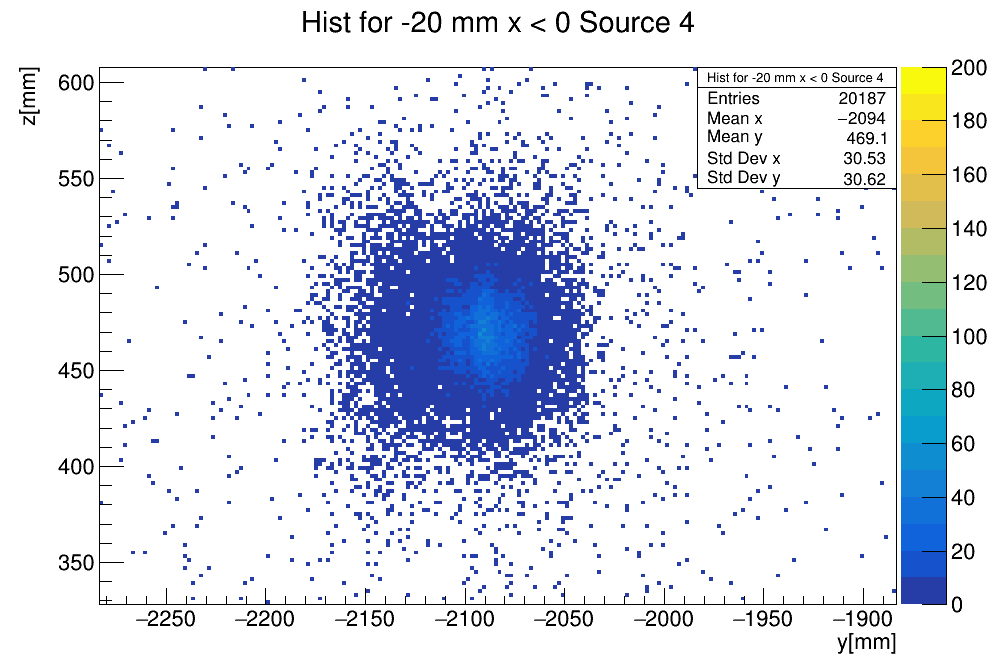 Hist for -20 mm x < 0 Source 4
z[mm]
600
550
500
450
400
350
Hist for -20 mm x < 0 Source 4
Entries 20187
Mean x −2094
Mean y 469.1
Std Dev x 30.53
Std Dev y 30.62
200
180
160
140
120
100
80
60
40
20
0
−2250 −2200 −2150 −2100 −2050 −2000 −1950 −1900
y[mm]